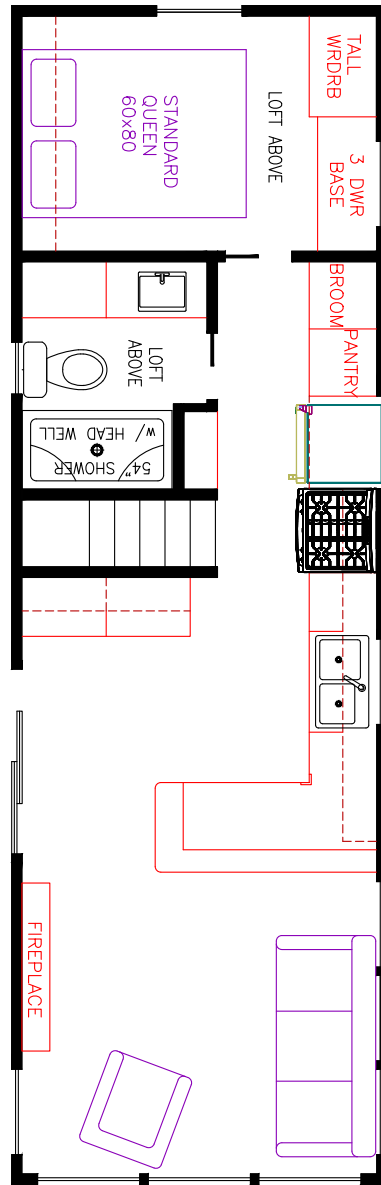 TALL
WRDRB
LOFT ABOVE
STANDARD
QUEEN
60x80
3 DWR
BASE
BROOM
PANTRY
LOFT
ABOVE
54" SHOWER
w/ HEAD WELL
FIREPLACE